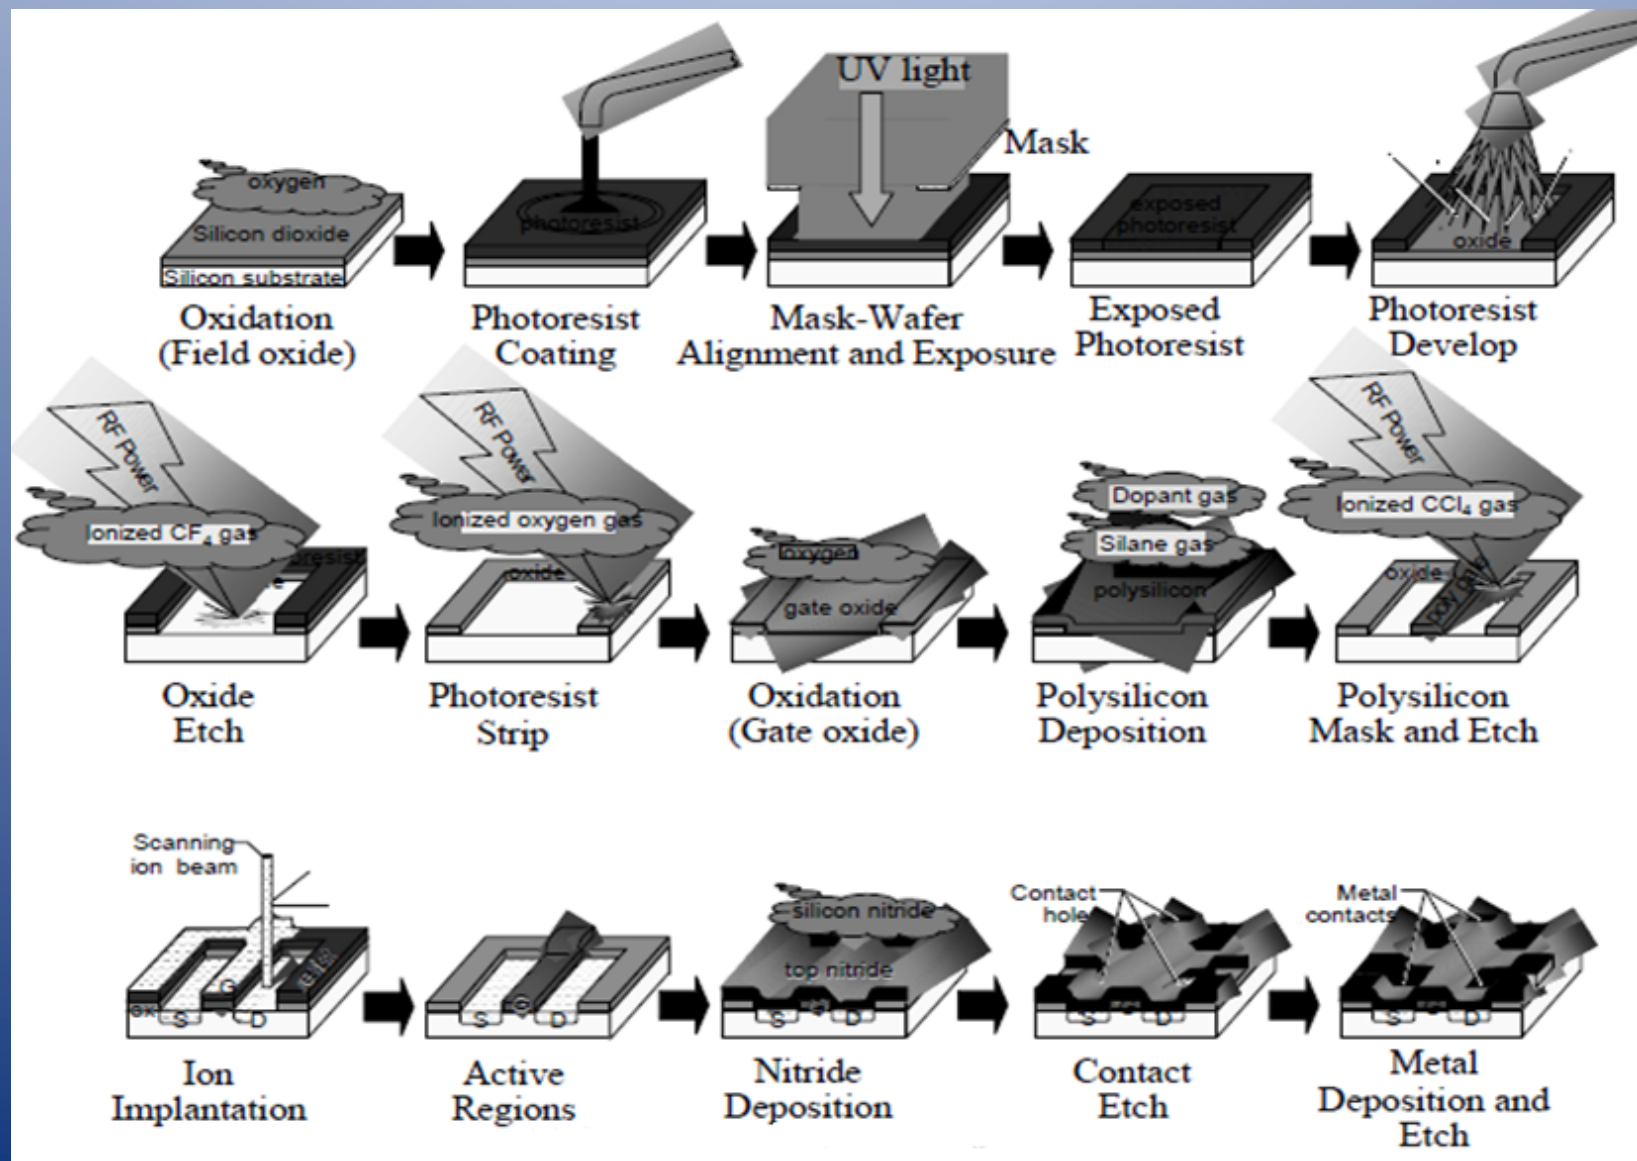 oxygen
Silicon dioxide
Silicon substrate
Oxidation
(Field oxide)
photoresist
Photoresist
Coating
UV light
Mask
Mask-Wafer
Alignment and Exposure
exposed
photoresist
Exposed
Photoresist
oxide
Photoresist
Develop
RF Power
Ionized CF₄ gas
Oxide
Etch
RF Power
Ionized oxygen gas
oxide
Photoresist
Strip
oxygen
gate oxide
Oxidation
(Gate oxide)
Dopant gas
Silane gas
polysilicon
Polysilicon
Deposition
RF Power
Ionized CCl₄ gas
oxide
poly gate
Polysilicon
Mask and Etch
Scanning
ion beam
G
ox
S
D
Ion
Implantation
G
S
D
Active
Regions
silicon nitride
top nitride
G
S
D
Nitride
Deposition
Contact
hole
S
D
Contact
Etch
Metal
contacts
S
D
Metal
Deposition and
Etch